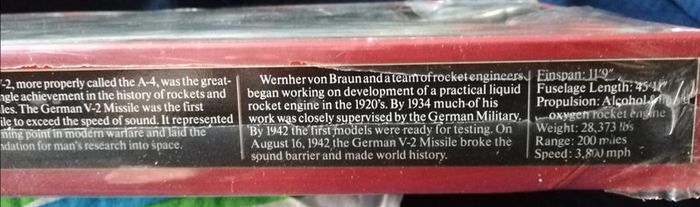 -2, more properly called the A-4, was the great-
ngle achievement in the history of rockets and
les. The German V-2 Missile was the first
ile to exceed the speed of sound. It represented
ning point in modern warfare and laid the
ndation for man's research into space.
Wernher von Braun and a team of rocket engineers
began working on development of a practical liquid
rocket engine in the 1920's. By 1934 much of his
work was closely supervised by the German Military.
By 1942 the first models were ready for testing. On
August 16, 1942 the German V-2 Missile broke the
sound barrier and made world history.
Finspan: 11'9"
Fuselage Length:
Propulsion: Alcohol
oxygen rocket engine
Weight: 28,373 lbs
Range: 200 miles
Speed: 3,800 mph